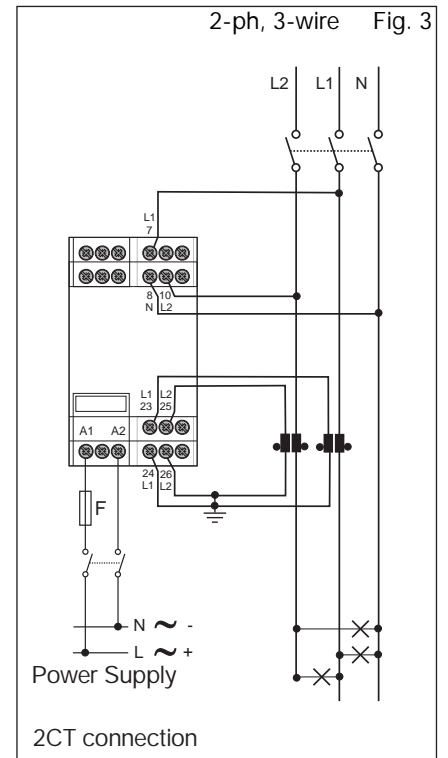 2-ph, 3-wire Fig. 3
L2 L1 N
L1
7
8 10
N L2
L1 L2
23 25
A1 A2
24 26
L1 L2
F
N ~ -
L ~ +
Power Supply
2CT connection